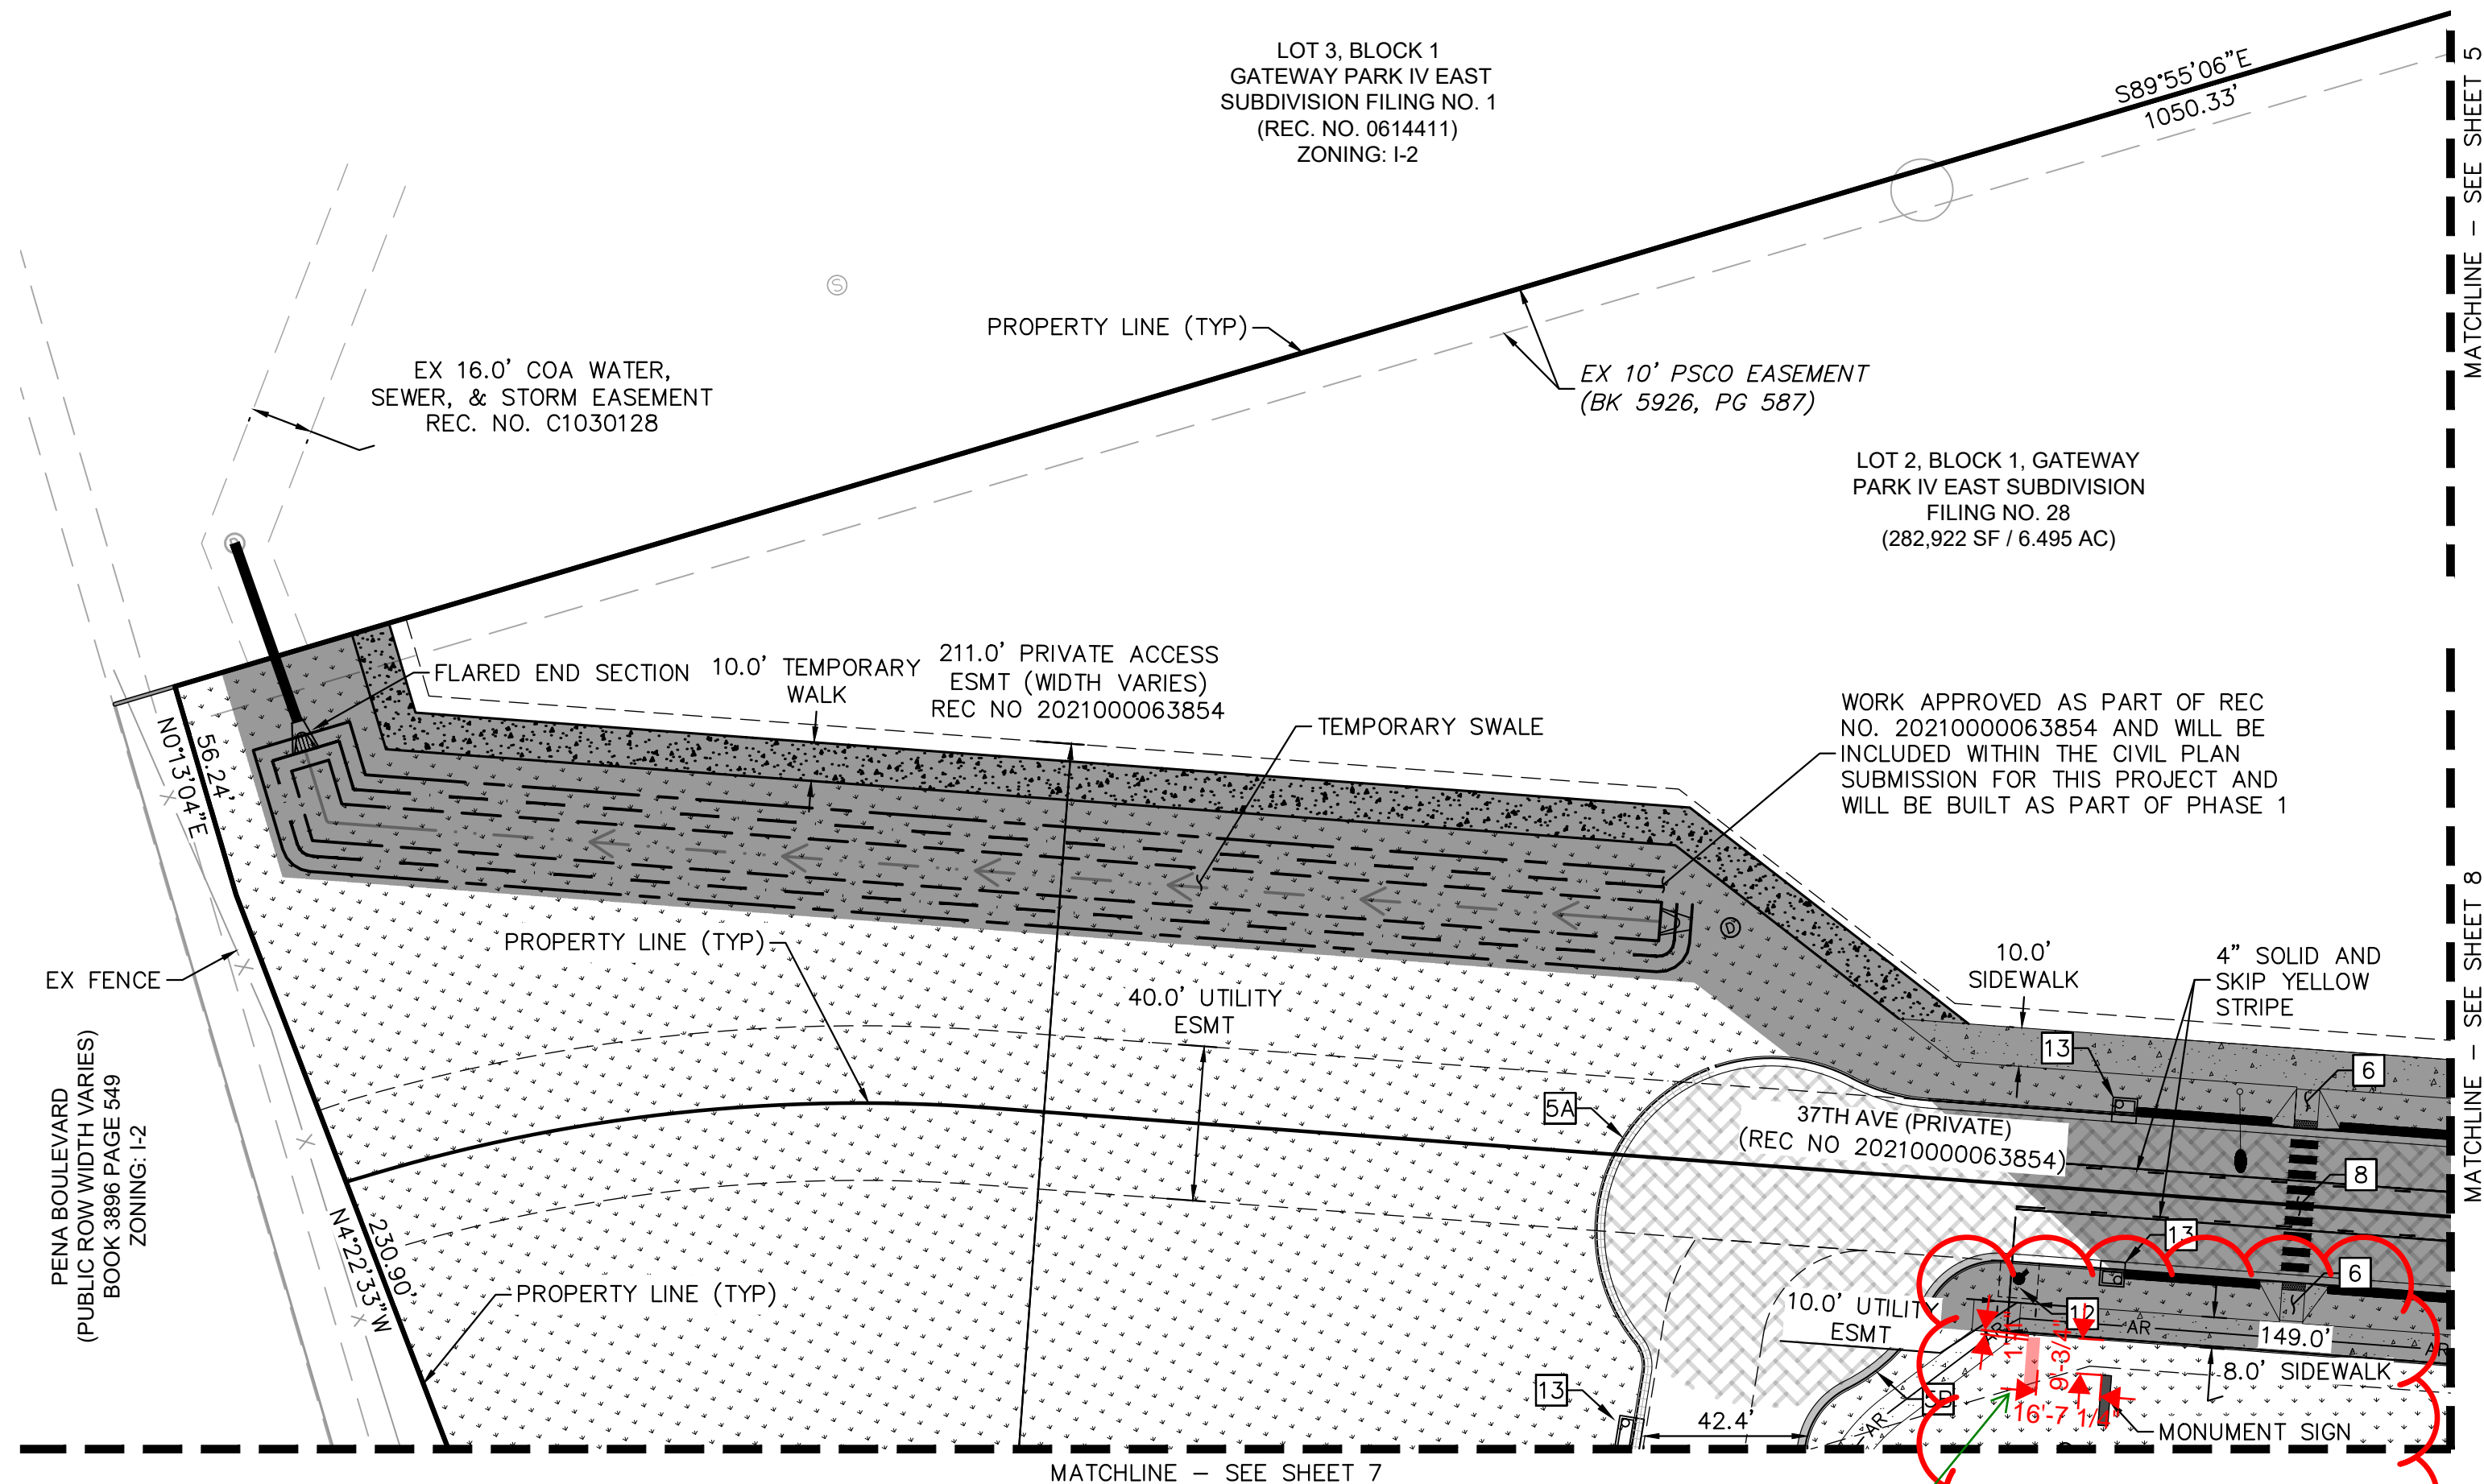 LOT 3, BLOCK 1
GATEWAY PARK IV EAST
SUBDIVISION FILING NO. 1
(REC. NO. 0614411)
ZONING: I-2
S89°55'06"E
1050.33'
MATCHLINE – SEE SHEET 5
S
PROPERTY LINE (TYP)
EX 10' PSCO EASEMENT
(BK 5926, PG 587)
EX 16.0' COA WATER,
SEWER, & STORM EASEMENT
REC. NO. C1030128
LOT 2, BLOCK 1, GATEWAY
PARK IV EAST SUBDIVISION
FILING NO. 28
(282,922 SF / 6.495 AC)
D
FLARED END SECTION
10.0' TEMPORARY
WALK
211.0' PRIVATE ACCESS
ESMT (WIDTH VARIES)
REC NO 2021000063854
TEMPORARY SWALE
WORK APPROVED AS PART OF REC
NO. 20210000063854 AND WILL BE
INCLUDED WITHIN THE CIVIL PLAN
SUBMISSION FOR THIS PROJECT AND
WILL BE BUILT AS PART OF PHASE 1
56.24'
N0°13'04"E
X
X
X
X
D
EX FENCE
PROPERTY LINE (TYP)
40.0' UTILITY
ESMT
10.0'
SIDEWALK
4" SOLID AND
SKIP YELLOW
STRIPE
MATCHLINE – SEE SHEET 8
PENA BOULEVARD
(PUBLIC ROW WIDTH VARIES)
BOOK 3896 PAGE 549
ZONING: I-2
13
6
5A
37TH AVE (PRIVATE)
(REC NO 20210000063854)
8
13
6
230.90'
N4°22'33"W
PROPERTY LINE (TYP)
10.0' UTILITY
ESMT
12
AR
AR
149.0'
AR
9'-3/4"
8.0' SIDEWALK
13
42.4'
AR
16'-7 1/4"
MONUMENT SIGN
MATCHLINE – SEE SHEET 7